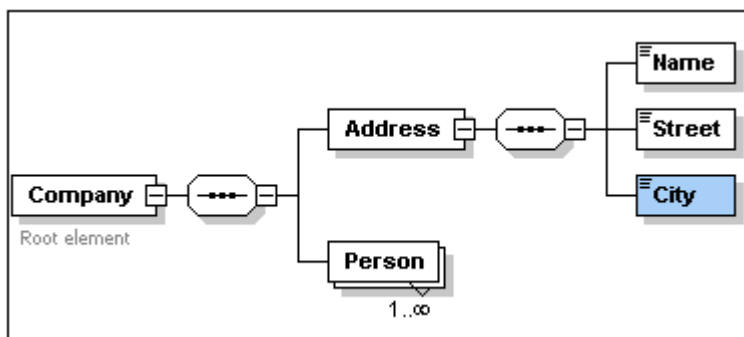 Name
Address
Street
Company
City
Root element
Person
1..∞